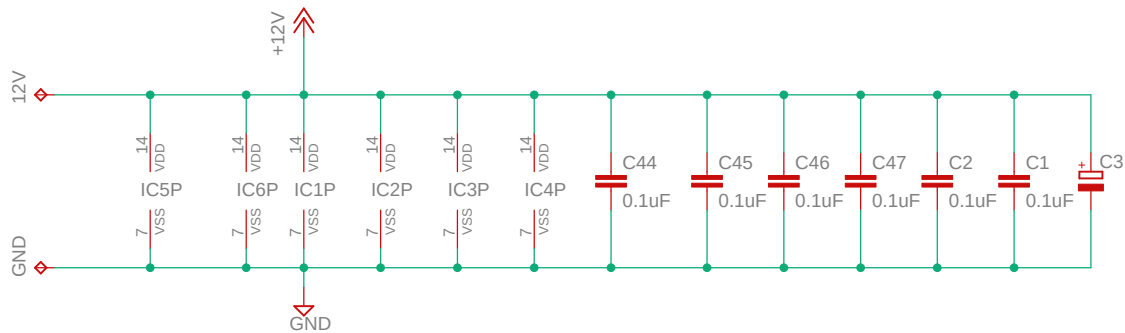 +12V
12V
14
VDD
14
VDD
14
VDD
14
VDD
14
VDD
14
VDD
C44
C45
C46
C47
C2
C1
+
C3
IC5P
IC6P
IC1P
IC2P
IC3P
IC4P
0.1uF
0.1uF
0.1uF
0.1uF
0.1uF
0.1uF
7
VSS
7
VSS
7
VSS
7
VSS
7
VSS
7
VSS
GND
GND